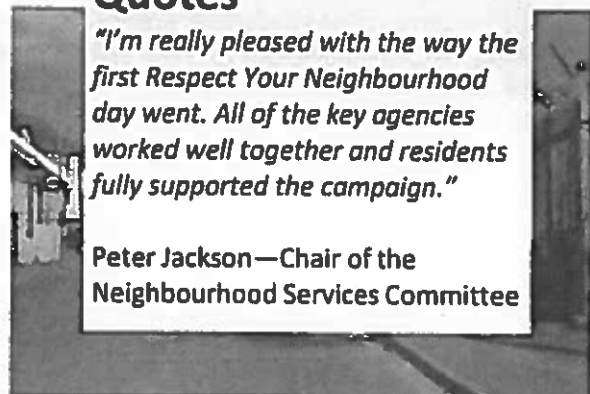 Quotes
"I'm really pleased with the way the
first Respect Your Neighbourhood
day went. All of the key agencies
worked well together and residents
fully supported the campaign."
Peter Jackson—Chair of the
Neighbourhood Services Committee